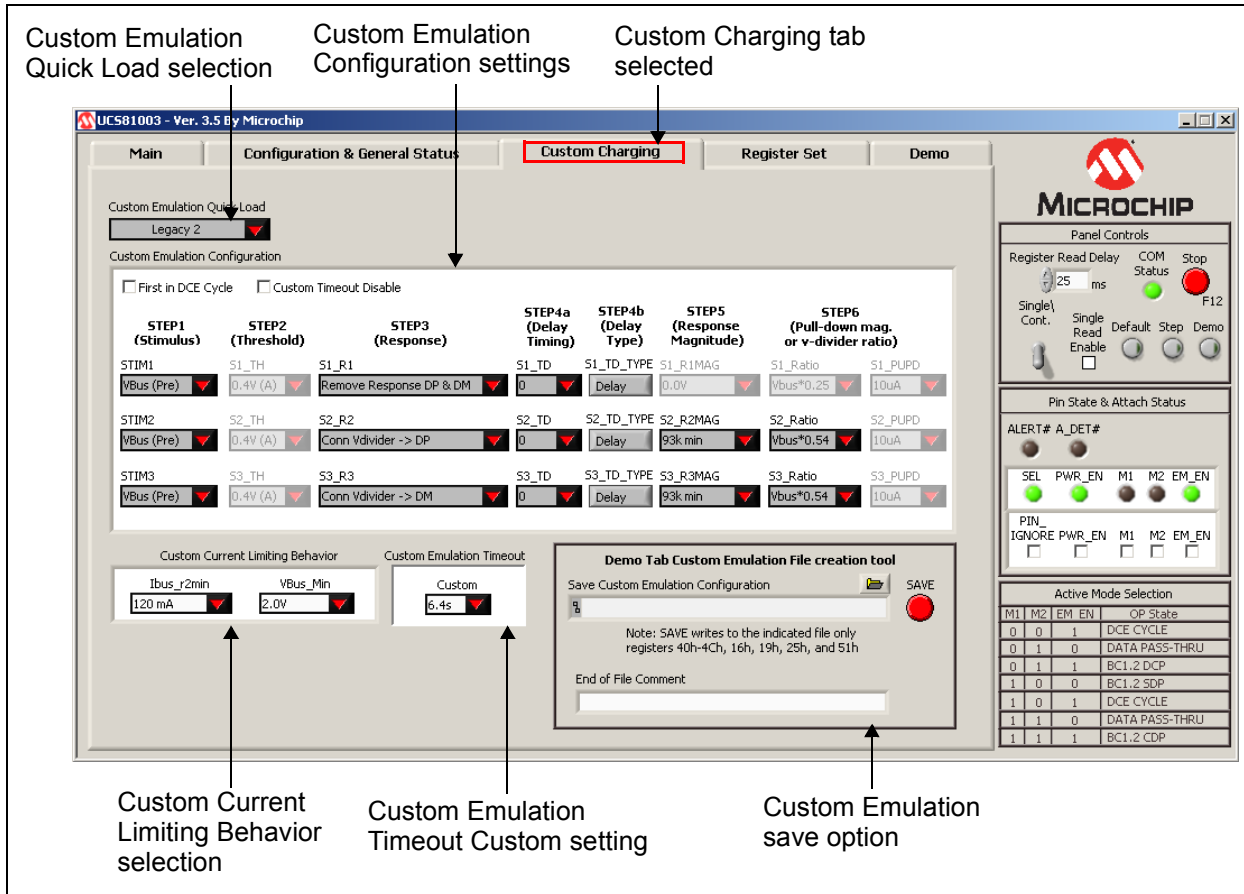 Custom Emulation
Quick Load selection
Custom Emulation
Configuration settings
Custom Charging tab
selected
UCS81003 - Ver. 3.5 By Microchip
Main
Configuration & General Status
Custom Charging
Register Set
Demo
Custom Emulation Quick Load
Legacy 2
Custom Emulation Configuration
First in DCE Cycle
Custom Timeout Disable
STEP1
(Stimulus)
STEP2
(Threshold)
STEP3
(Response)
STEP4a
(Delay
Timing)
STEP4b
(Delay
Type)
STEP5
(Response
Magnitude)
STEP6
(Pull-down mag.
or v-divider
ratio)
STIM1 S1_TH S1_R1 S1_TD S1_TD_TYPE S1_R1MAG S1_Ratio S1_PUPD
VBus (Pre) 0.4V (A) Remove Response DP & DM 0 Delay 0.0V Vbus*0.25 10uA
STIM2 S2_TH S2_R2 S2_TD S2_TD_TYPE S2_R2MAG S2_Ratio S2_PUPD
VBus (Pre) 0.4V (A) Conn Vdivider -> DP 0 Delay 93k min Vbus*0.54 10uA
STIM3 S3_TH S3_R3 S3_TD S3_TD_TYPE S3_R3MAG S3_Ratio S3_PUPD
VBus (Pre) 0.4V (A) Conn Vdivider -> DM 0 Delay 93k min Vbus*0.54 10uA
Custom Current Limiting Behavior
Ibus_r2min VBus_Min
120 mA 2.0V
Custom Emulation Timeout
Custom
6.4s
Demo Tab Custom Emulation File creation tool
Save Custom Emulation Configuration
SAVE
Note: SAVE writes to the indicated file only
registers 40h-4Ch, 16h, 19h, 25h, and 51h
End of File Comment
MICROCHIP
Panel Controls
Register Read Delay
25 ms
COM
Status
Stop
F12
Single\
Cont.
Single
Read
Enable
Default Step Demo
Pin State & Attach Status
ALERT# A_DET#
SEL PWR_EN M1 M2 EM_EN
PIN_
IGNORE PWR_EN M1 M2 EM_EN
Active Mode Selection
M1 M2 EM EN OP State
0 0 1 DCE CYCLE
0 1 0 DATA PASS-THRU
0 1 1 BC1.2 DCP
1 0 0 BC1.2 SDP
1 0 1 DCE CYCLE
1 1 0 DATA PASS-THRU
1 1 1 BC1.2 CDP
Custom Current
Limiting Behavior
selection
Custom Emulation
Timeout Custom setting
Custom Emulation
save option